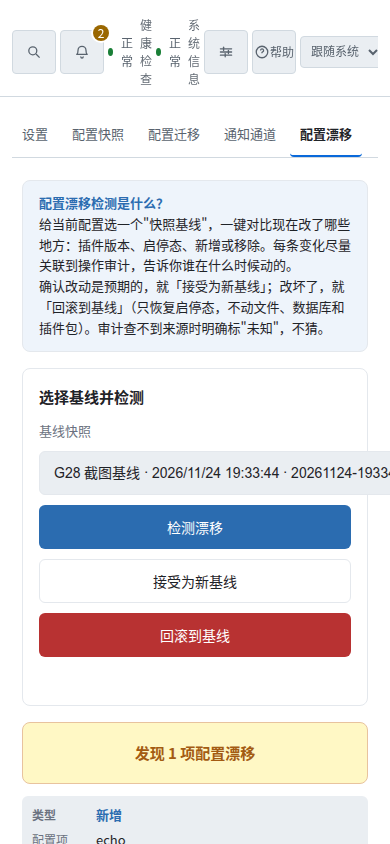 2
正常
健康检查
正常
系统信息
帮助
跟随系统
设置
配置快照
配置迁移
通知通道
配置漂移
配置漂移检测是什么？
给当前配置选一个"快照基线"，一键对比现在改了哪些
地方：插件版本、启停态、新增或移除。每条变化尽量
关联到操作审计，告诉你谁在什么时候动的。
确认改动是预期的，就「接受为新基线」；改坏了，就
「回滚到基线」（只恢复启停态，不动文件、数据库和
插件包）。审计查不到来源时明确标"未知"，不猜。
选择基线并检测
基线快照
G28 截图基线 · 2026/11/24 19:33:44 · 20261124-1933
检测漂移
接受为新基线
回滚到基线
发现 1 项配置漂移
类型
新增
配置项
echo